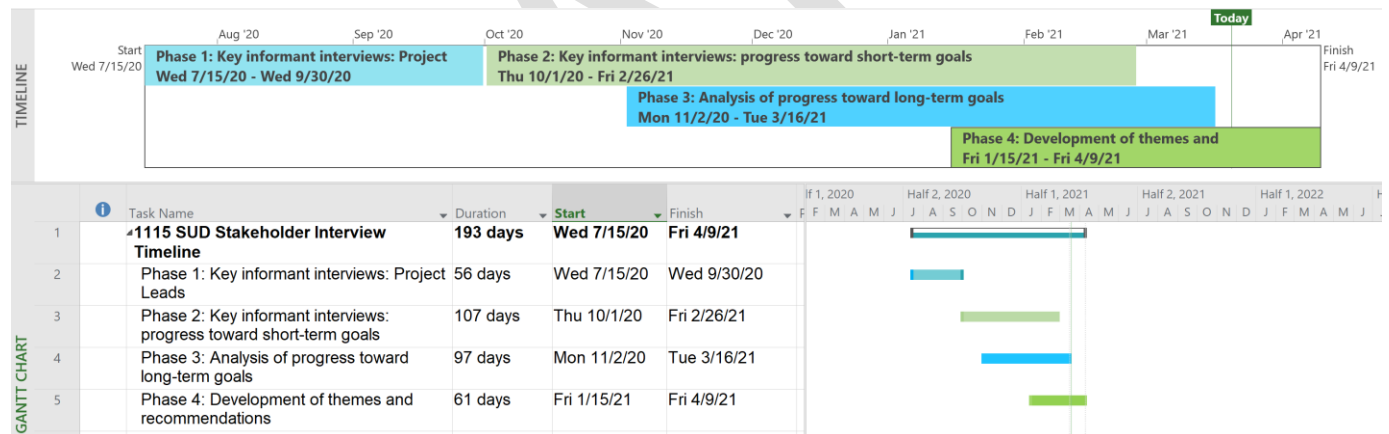 Today
Aug '20 Sep '20 Oct '20 Nov '20 Dec '20 Jan '21 Feb '21 Mar '21 Apr '21
Start
Wed 7/15/20
Finish
Fri 4/9/21
TIMELINE
Phase 1: Key informant interviews: Project
Wed 7/15/20 - Wed 9/30/20
Phase 2: Key informant interviews: progress toward short-term goals
Thu 10/1/20 - Fri 2/26/21
Phase 3: Analysis of progress toward long-term goals
Mon 11/2/20 - Tue 3/16/21
Phase 4: Development of themes and
Fri 1/15/21 - Fri 4/9/21
lf 1, 2020 Half 2, 2020 Half 1, 2021 Half 2, 2021 Half 1, 2022 H
Task Name Duration Start Finish F F M A M J J A S O N D J F M A M J J A S O N D J F M A M J J
1 1115 SUD Stakeholder Interview 193 days Wed 7/15/20 Fri 4/9/21
Timeline
2 Phase 1: Key informant interviews: Project 56 days Wed 7/15/20 Wed 9/30/20
Leads
3 Phase 2: Key informant interviews: 107 days Thu 10/1/20 Fri 2/26/21
progress toward short-term goals
4 Phase 3: Analysis of progress toward 97 days Mon 11/2/20 Tue 3/16/21
long-term goals
5 Phase 4: Development of themes and 61 days Fri 1/15/21 Fri 4/9/21
recommendations
GANTT CHART